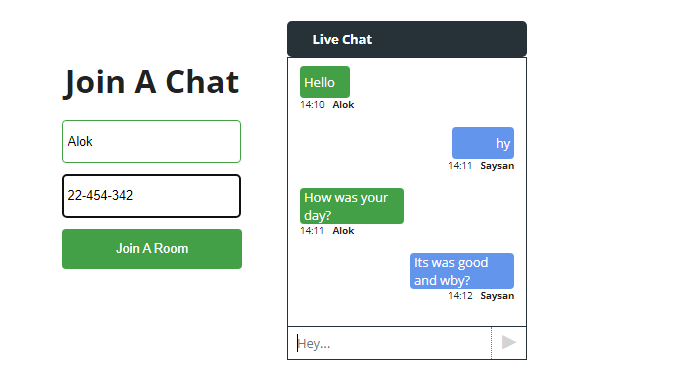 Join A Chat
Alok
22-454-342
Join A Room
Live Chat
Hello
14:10 Alok
hy
14:11 Saysan
How was your
day?
14:11 Alok
Its was good
and wby?
14:12 Saysan
Hey...